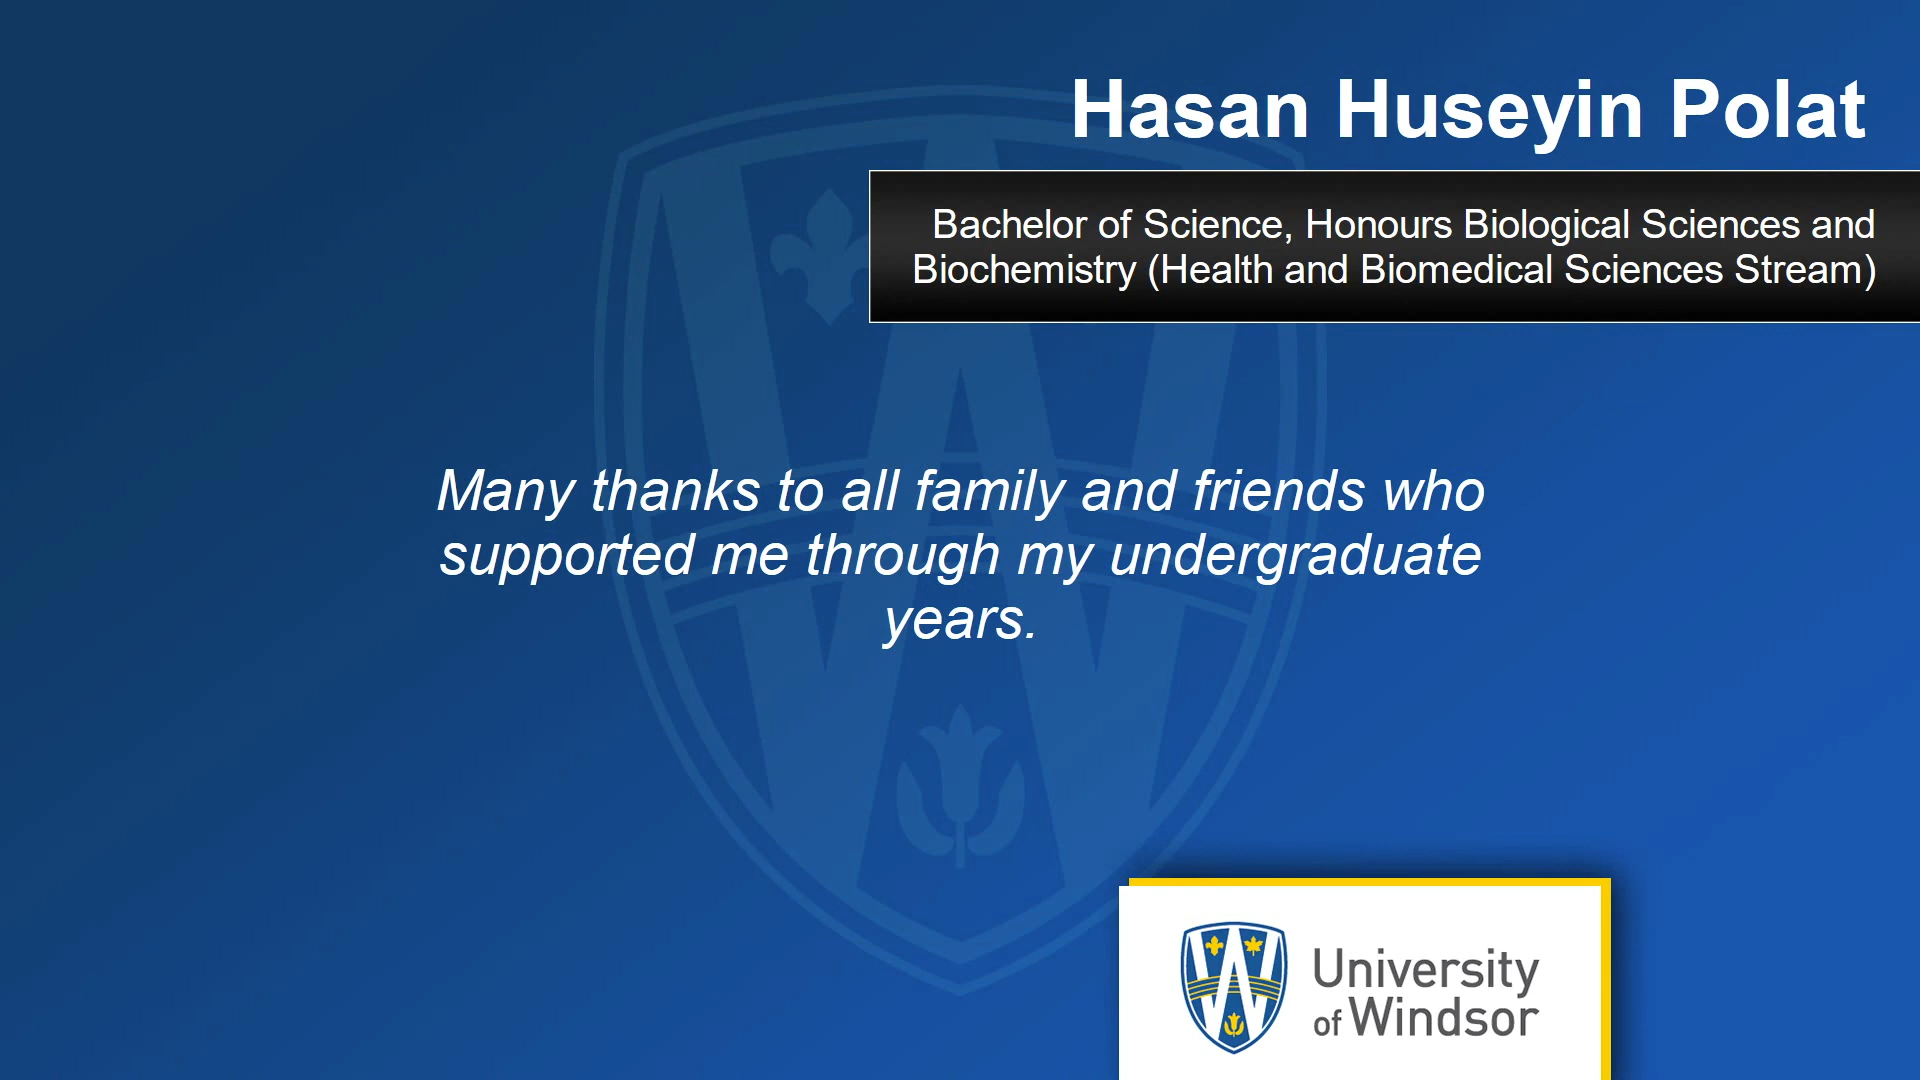 Hasan Huseyin Polat
Bachelor of Science, Honours Biological Sciences and
Biochemistry (Health and Biomedical Sciences Stream)
Many thanks to all family and friends who
supported me through my undergraduate
years.
University
of Windsor